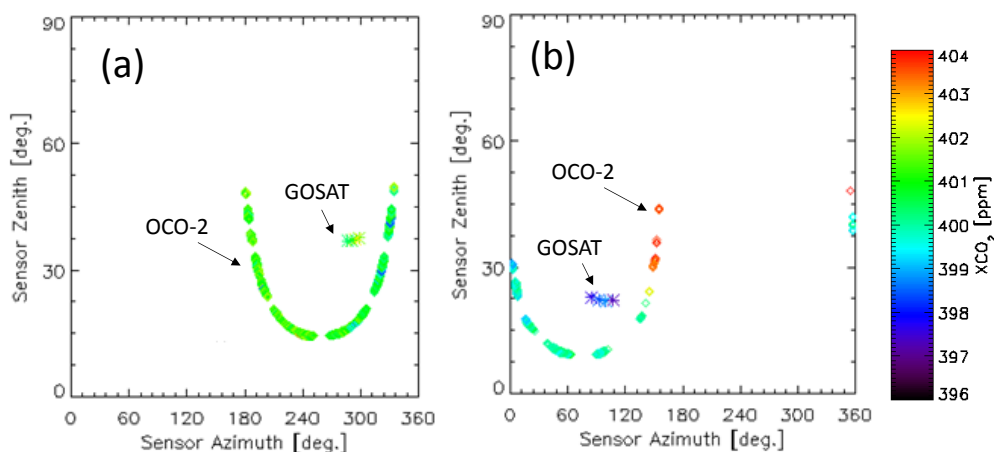 (a)
90
60
30
0
Sensor Zenith [deg.]
OCO-2
GOSAT
0 60 120 180 240 300 360
Sensor Azimuth [deg.]
(b)
90
60
30
0
Sensor Zenith [deg.]
OCO-2
GOSAT
0 60 120 180 240 300 360
Sensor Azimuth [deg.]
404
403
402
401
400
399
398
397
396
XCO₂ [ppm]